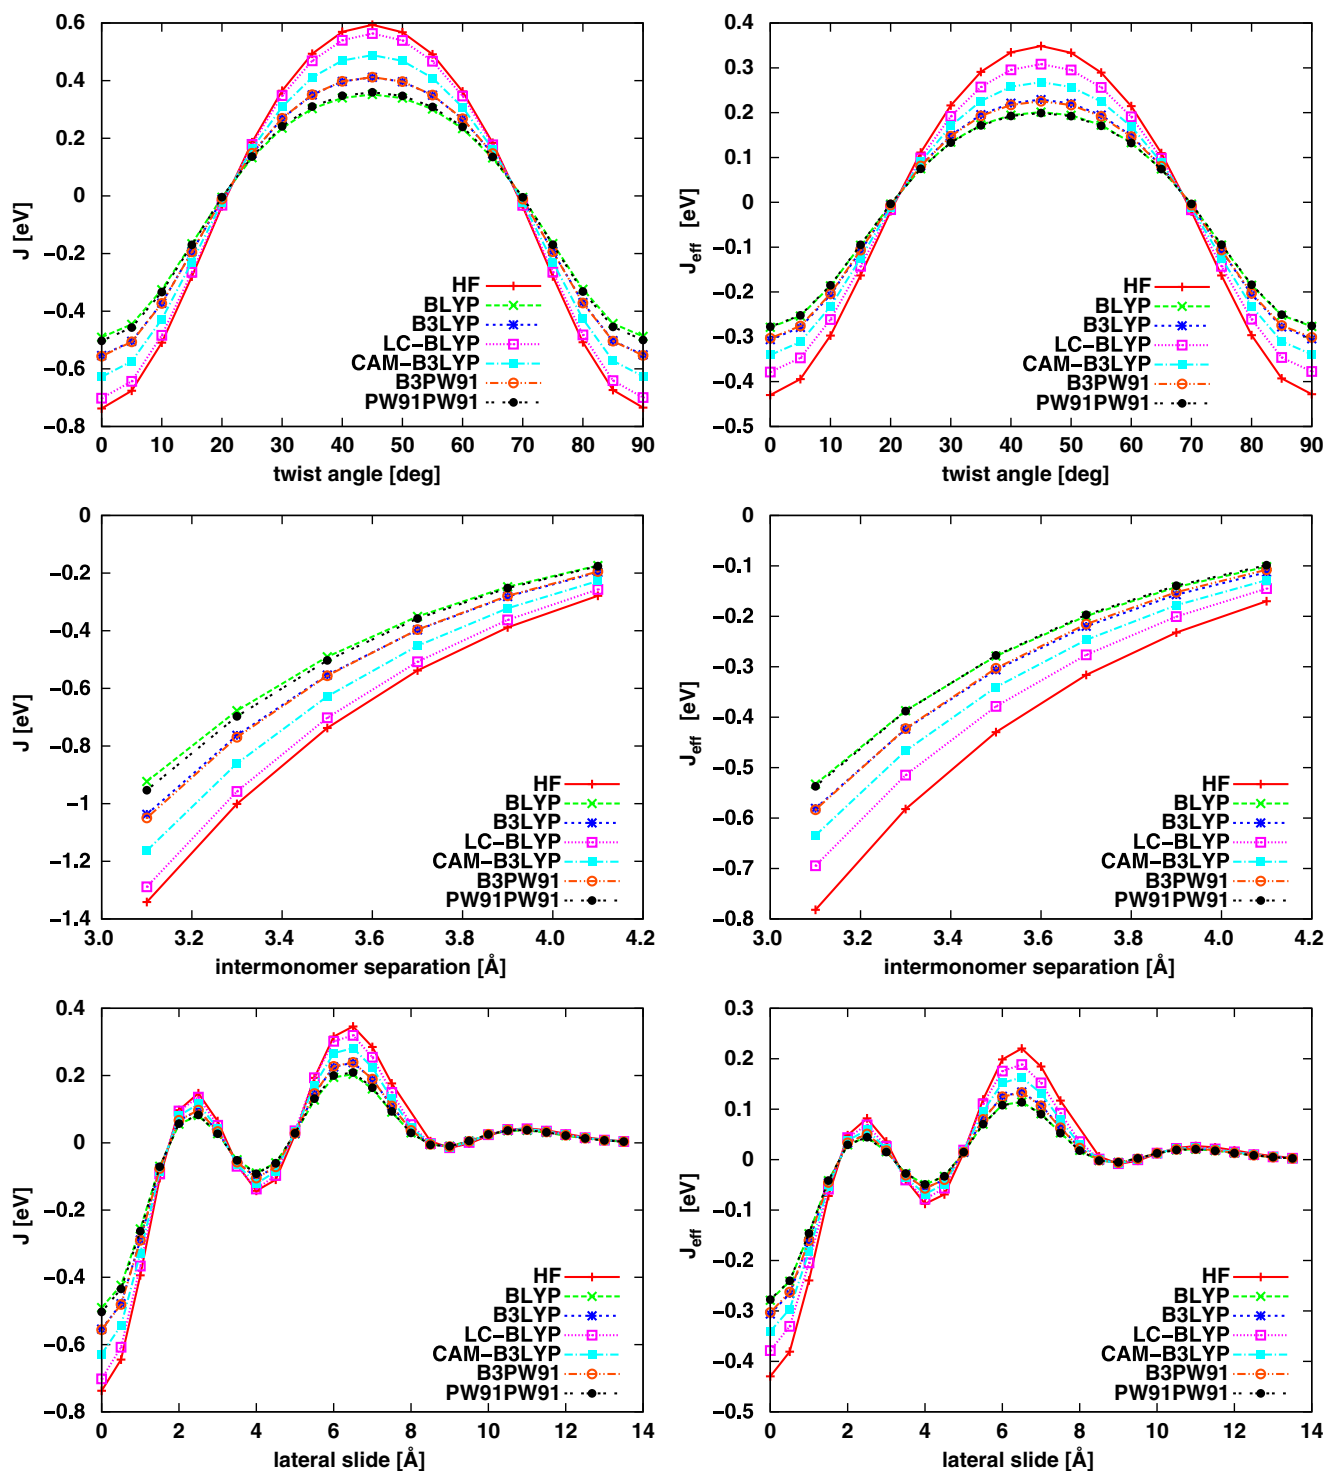 0.6
0.4
0.2
0
−0.2
−0.4
−0.6
−0.8
J [eV]
HF
BLYP
B3LYP
LC−BLYP
CAM−B3LYP
B3PW91
PW91PW91
0 10 20 30 40 50 60 70 80 90
twist angle [deg]
0.4
0.3
0.2
0.1
0
−0.1
−0.2
−0.3
−0.4
−0.5
Jeff [eV]
HF
BLYP
B3LYP
LC−BLYP
CAM−B3LYP
B3PW91
PW91PW91
0 10 20 30 40 50 60 70 80 90
twist angle [deg]
0
−0.2
−0.4
−0.6
−0.8
−1
−1.2
−1.4
J [eV]
HF
BLYP
B3LYP
LC−BLYP
CAM−B3LYP
B3PW91
PW91PW91
3.0 3.2 3.4 3.6 3.8 4.0 4.2
intermonomer separation [Å]
0
−0.1
−0.2
−0.3
−0.4
−0.5
−0.6
−0.7
−0.8
Jeff [eV]
HF
BLYP
B3LYP
LC−BLYP
CAM−B3LYP
B3PW91
PW91PW91
3.0 3.2 3.4 3.6 3.8 4.0 4.2
intermonomer separation [Å]
0.4
0.2
0
−0.2
−0.4
−0.6
−0.8
J [eV]
HF
BLYP
B3LYP
LC−BLYP
CAM−B3LYP
B3PW91
PW91PW91
0 2 4 6 8 10 12 14
lateral slide [Å]
0.3
0.2
0.1
0
−0.1
−0.2
−0.3
−0.4
−0.5
Jeff [eV]
HF
BLYP
B3LYP
LC−BLYP
CAM−B3LYP
B3PW91
PW91PW91
0 2 4 6 8 10 12 14
lateral slide [Å]